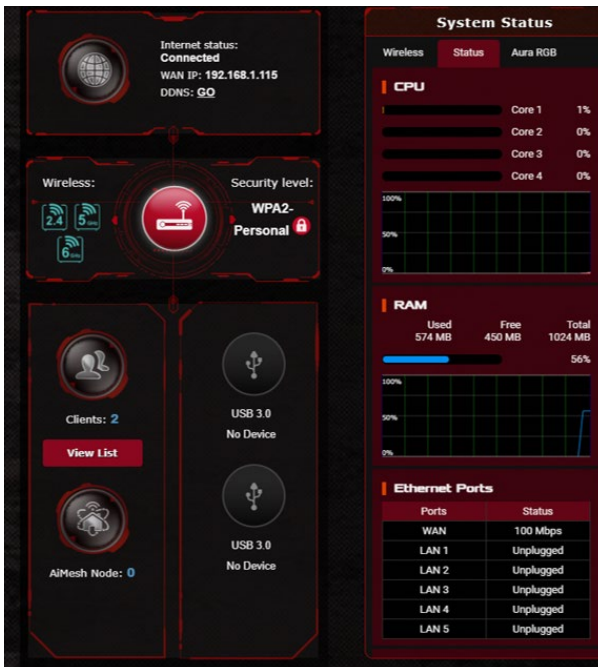 Internet status:
Connected
WAN IP: 192.168.1.115
DDNS: GO
Wireless:
2.4
5 GHz
6 GHz
Security level:
WPA2-
Personal
Clients: 2
View List
AiMesh Node: 0
USB 3.0
No Device
USB 3.0
No Device
System Status
Wireless Status Aura RGB
CPU
Core 1 1%
Core 2 0%
Core 3 0%
Core 4 0%
100%
50%
0%
RAM
Used Free Total
574 MB 450 MB 1024 MB
56%
100%
50%
0%
Ethernet Ports
Ports Status
WAN 100 Mbps
LAN 1 Unplugged
LAN 2 Unplugged
LAN 3 Unplugged
LAN 4 Unplugged
LAN 5 Unplugged